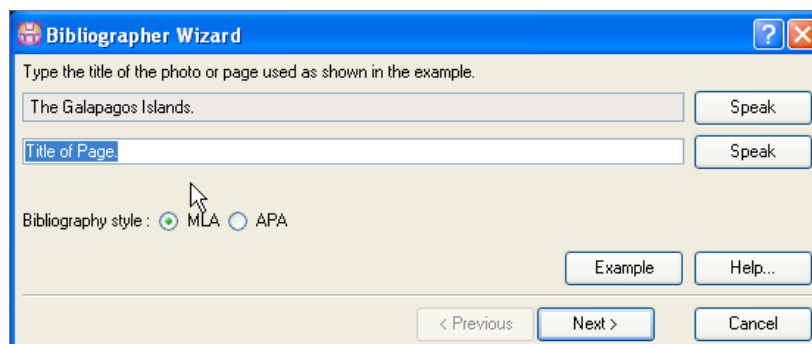 Bibliographer Wizard
Type the title of the photo or page used as shown in the example.
The Galapagos Islands. Speak
Title of Page. Speak
Bibliography style : MLA APA
Example Help...
< Previous Next > Cancel